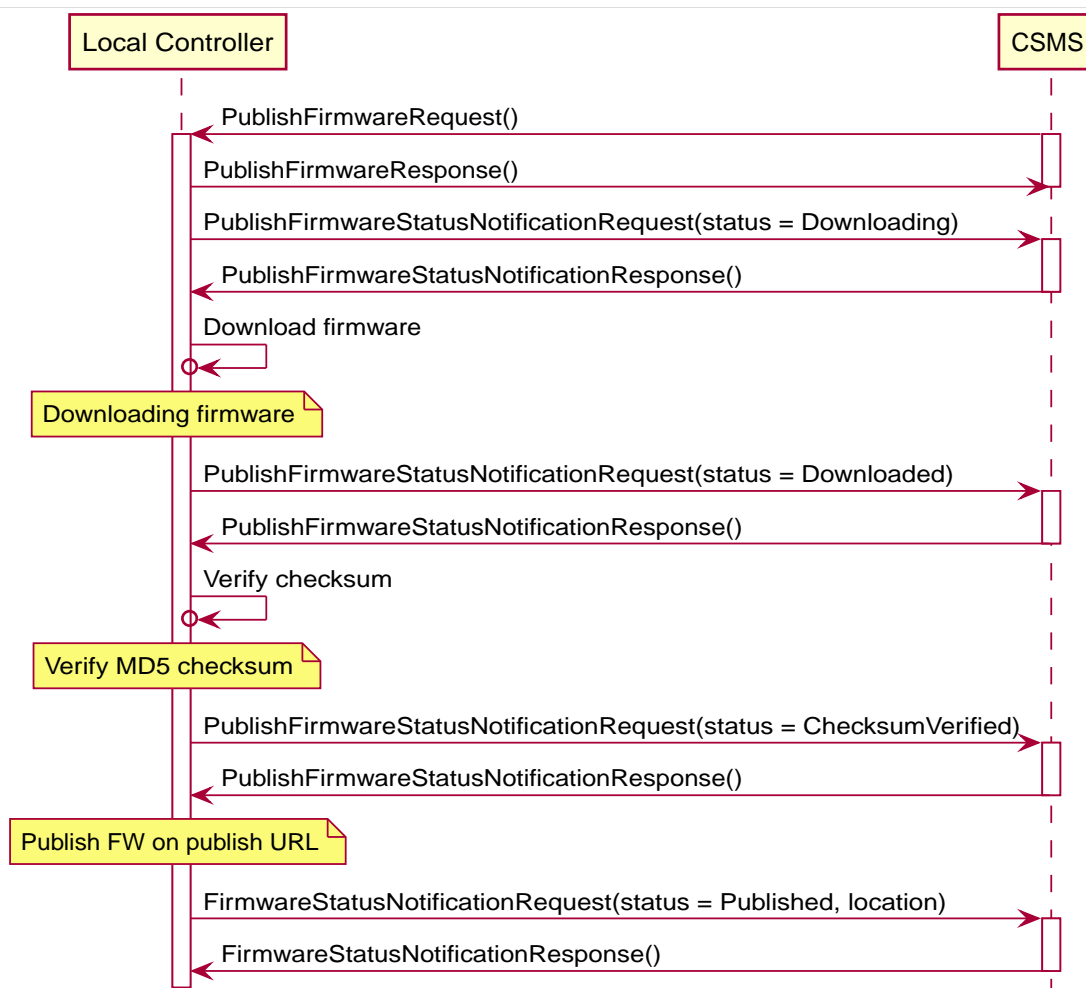 Local Controller
CSMS
PublishFirmwareRequest()
PublishFirmwareResponse()
PublishFirmwareStatusNotificationRequest(status = Downloading)
PublishFirmwareStatusNotificationResponse()
Download firmware
Downloading firmware
PublishFirmwareStatusNotificationRequest(status = Downloaded)
PublishFirmwareStatusNotificationResponse()
Verify checksum
Verify MD5 checksum
PublishFirmwareStatusNotificationRequest(status = ChecksumVerified)
PublishFirmwareStatusNotificationResponse()
Publish FW on publish URL
FirmwareStatusNotificationRequest(status = Published, location)
FirmwareStatusNotificationResponse()